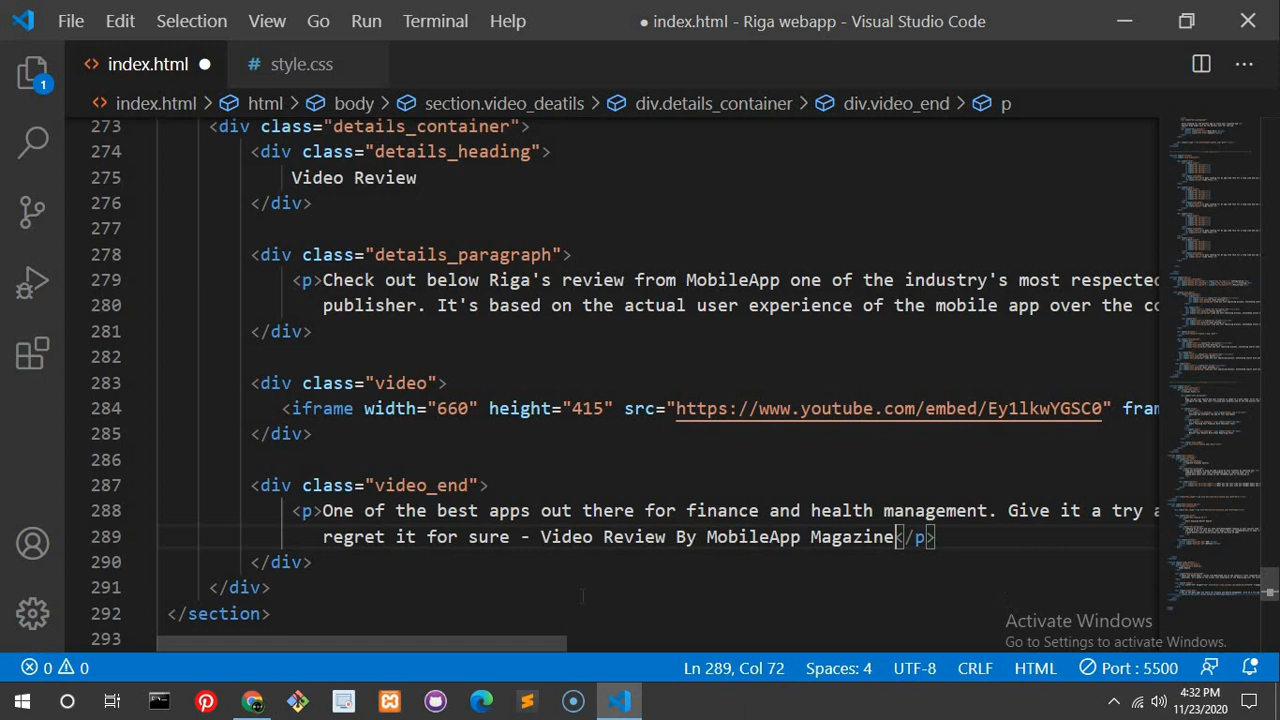 File Edit Selection View Go Run Terminal Help ● index.html - Riga webapp - Visual Studio Code
<> index.html ● # style.css
<> index.html > html > body > section.video_deatils > div.details_container > div.video_end > p
273 <div class="details_container">
274 <div class="details_heading">
275 Video Review
276 </div>
277
278 <div class="details_paragraph">
279 <p>Check out below Riga's review from MobileApp one of the industry's most respected
280 publisher. It's based on the actual user experience of the mobile app over the co
281 </div>
282
283 <div class="video">
284 <iframe width="660" height="415" src="https://www.youtube.com/embed/Ey1lkwYGSC0" fram
285 </div>
286
287 <div class="video_end">
288 <p>One of the best apps out there for finance and health management. Give it a try a
289 regret it for sure - Video Review By MobileApp Magazine</p>
290 </div>
291 </div>
292 </section>
293
1
Activate Windows
Go to Settings to activate Windows.
0 0 Ln 289, Col 72 Spaces: 4 UTF-8 CRLF HTML Port : 5500
4:32 PM
11/23/2020